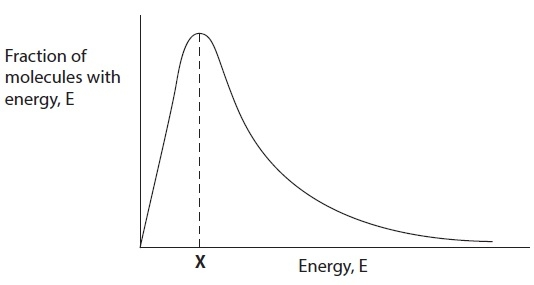 Fraction of
molecules with
energy, E
X
Energy, E